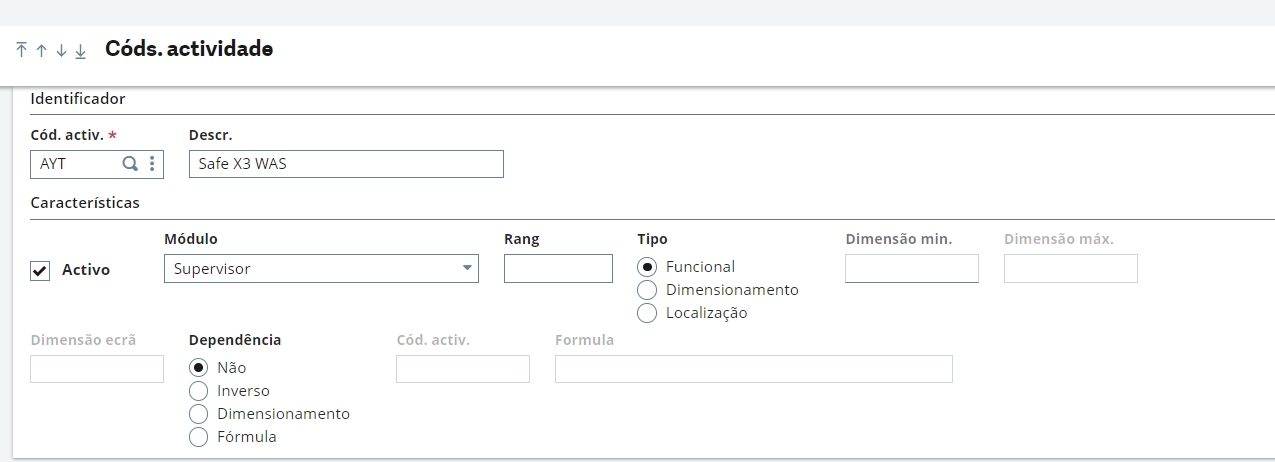 Códs. actividade
Identificador
Cód. activ. * Descr.
AYT Safe X3 WAS
Características
Módulo Rang Tipo Dimensão min. Dimensão máx.
Activo Supervisor Funcional
Dimensionamento
Localização
Dimensão ecrã Dependência Cód. activ. Formula
Não
Inverso
Dimensionamento
Fórmula